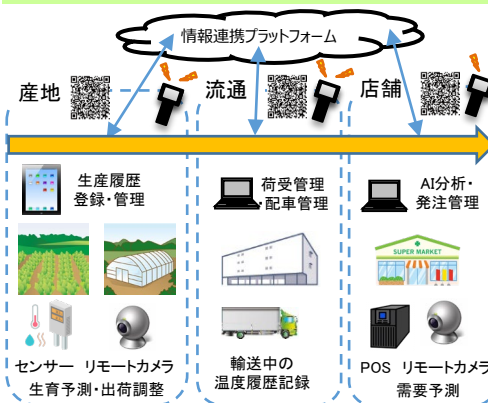 情報連携プラットフォーム
産地
流通
店舗
生産履歴
登録・管理
荷受管理
・配車管理
AI分析・
発注管理
SUPER MARKET
センサー リモートカメラ
生育予測・出荷調整
輸送中の
温度履歴記録
POS リモートカメラ
需要予測